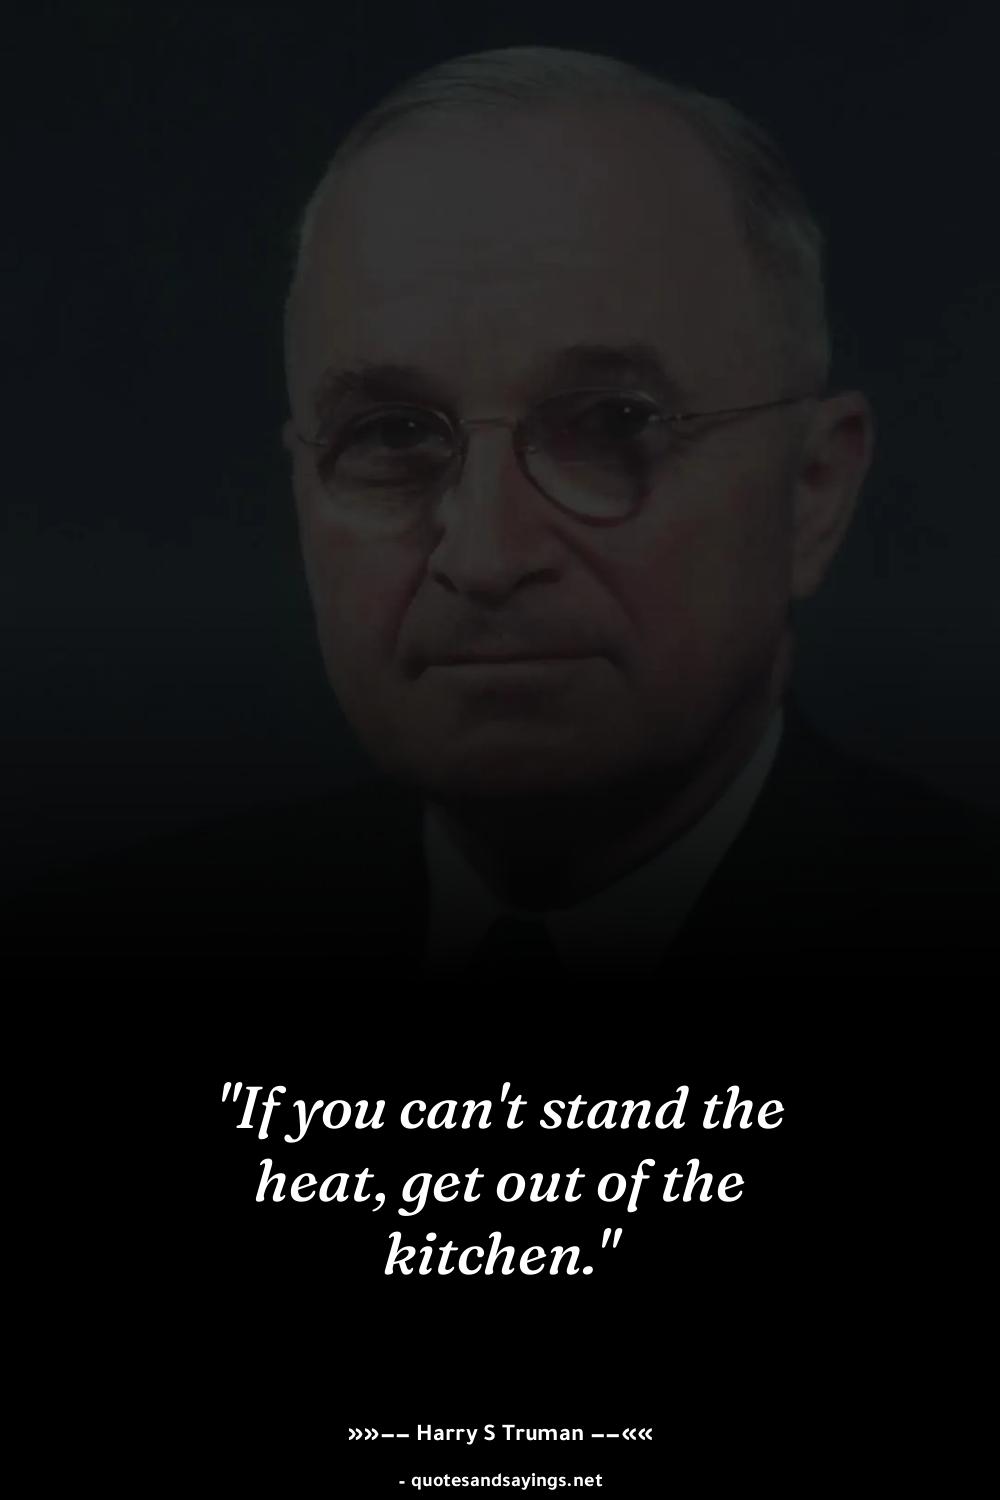 "If you can't stand the
heat, get out of the
kitchen."
»»−− Harry S Truman −−««
- quotesandsayings.net